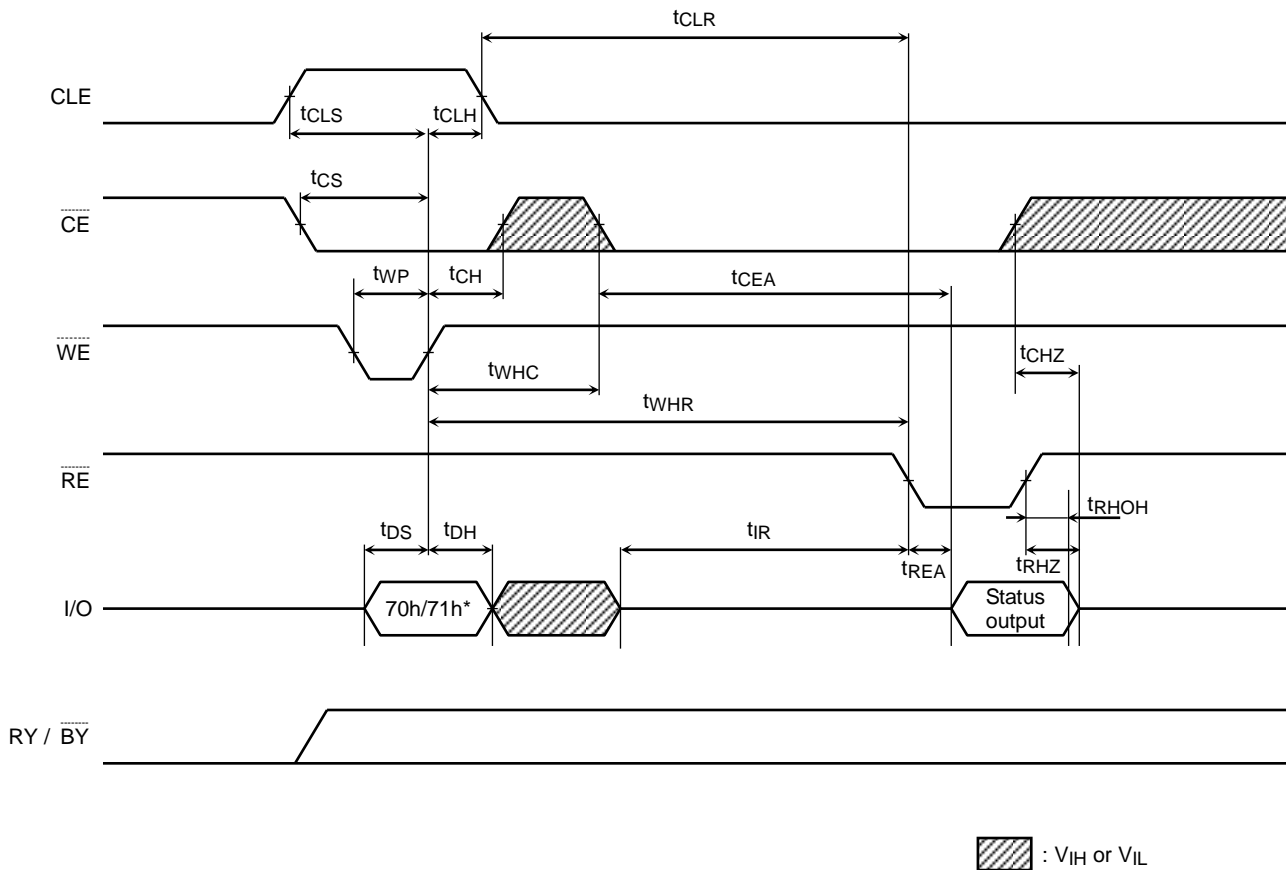 tCLR
CLE
tCLS
tCLH
tCS
CE
tWP
tCH
tCEA
WE
tCHZ
tWHC
tWHR
RE
tRHOH
tDS
tDH
tIR
tREA
tRHZ
I/O
70h/71h*
Status
output
RY / BY
: VIH or VIL